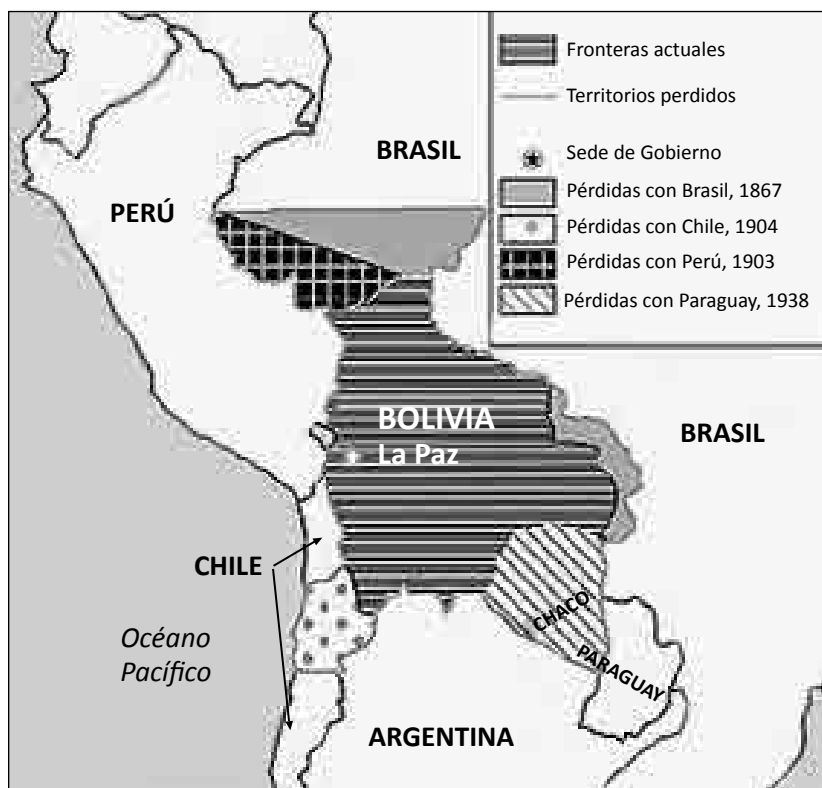 Fronteras actuales
Territorios perdidos
Sede de Gobierno
Pérdidas con Brasil, 1867
Pérdidas con Chile, 1904
Pérdidas con Perú, 1903
Pérdidas con Paraguay, 1938
BRASIL
PERÚ
BOLIVIA
La Paz
BRASIL
CHILE
CHACO
PARAGUAY
Océano
Pacífico
ARGENTINA